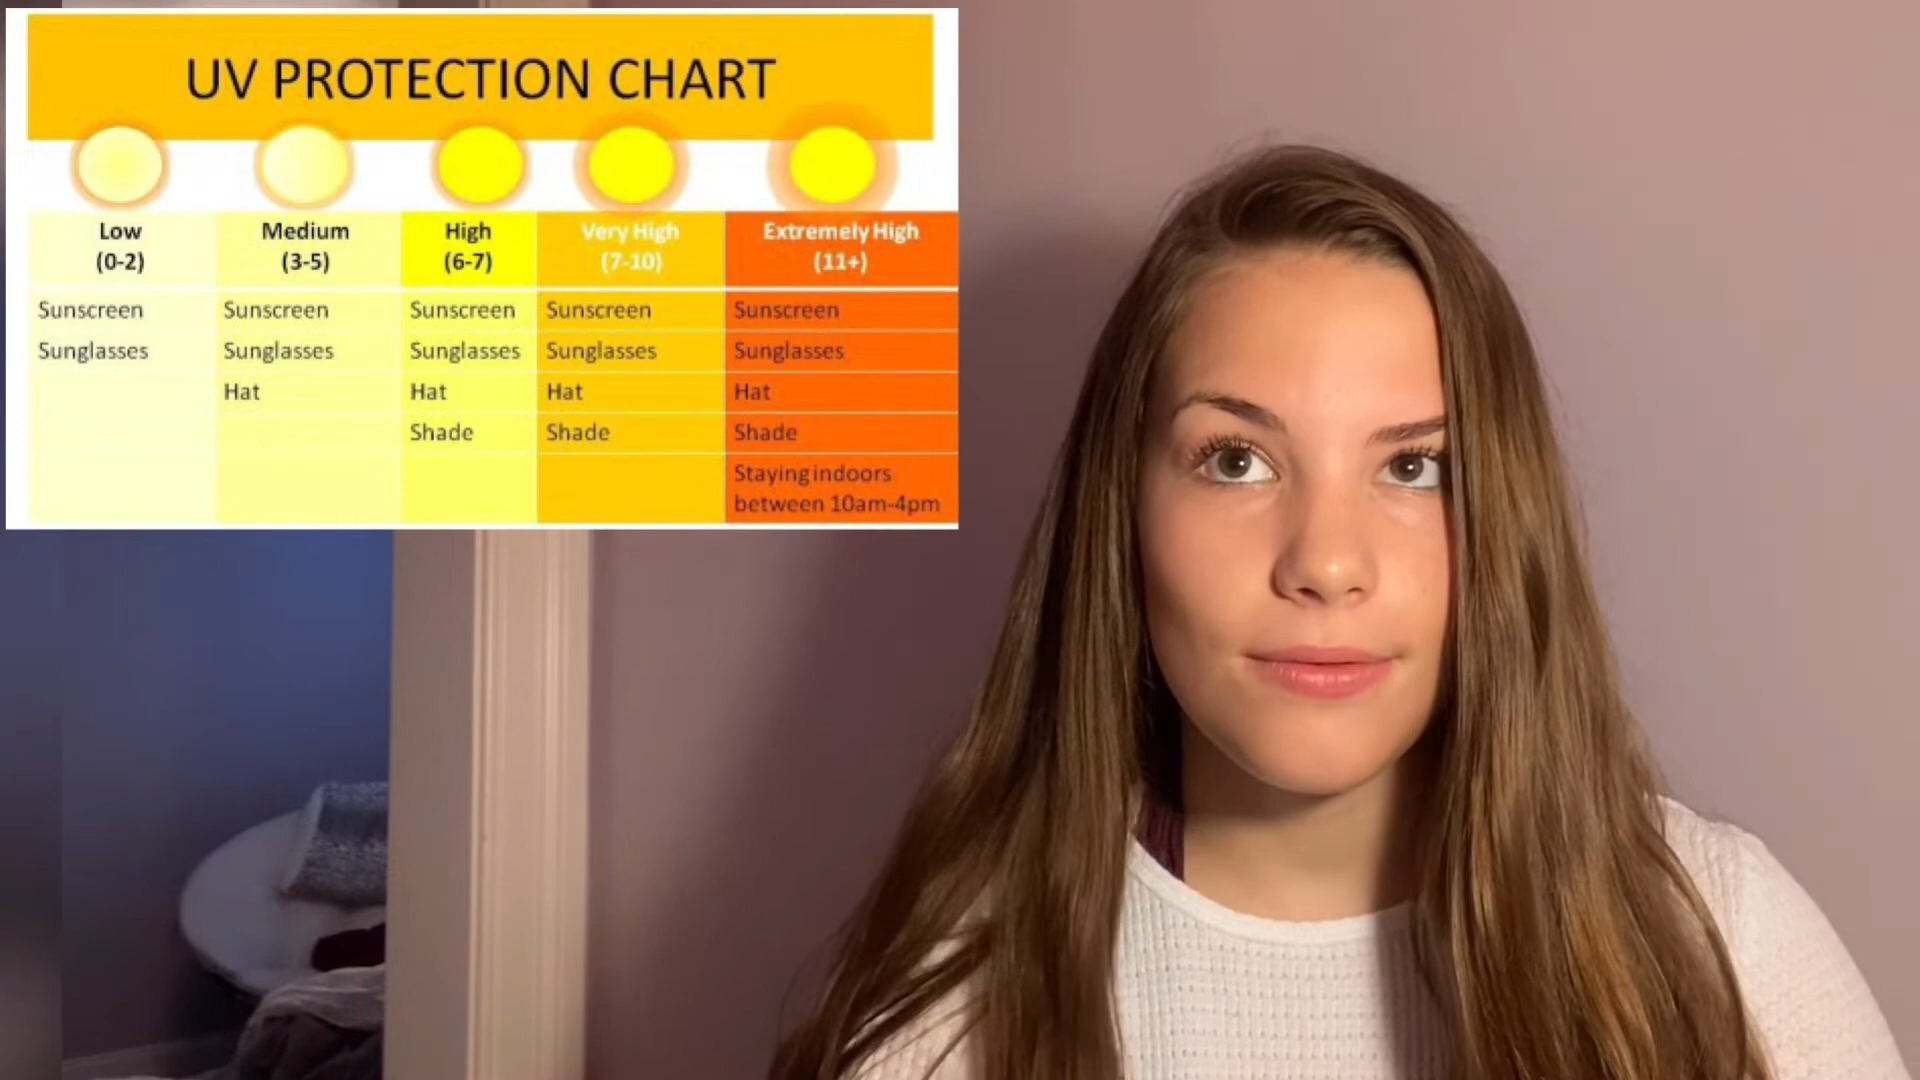 UV PROTECTION CHART
Low Medium High Very High Extremely High
(0-2) (3-5) (6-7) (7-10) (11+)
Sunscreen Sunscreen Sunscreen Sunscreen Sunscreen
Sunglasses Sunglasses Sunglasses Sunglasses Sunglasses
Hat Hat Hat Hat
Shade Shade Shade
Staying indoors
between 10am-4pm